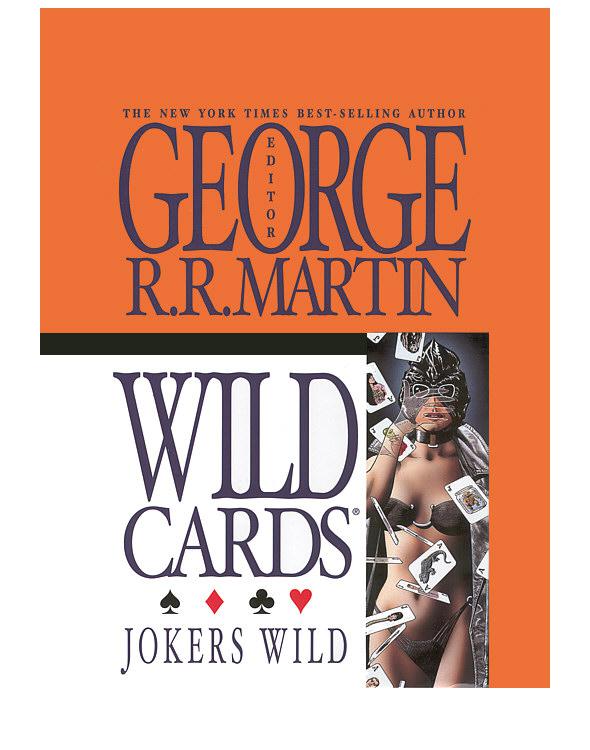 THE NEW YORK TIMES BEST-SELLING AUTHOR
GEORGE
EDITOR
R.R.MARTIN
WILD
CARDS®
♠ ♦ ♣ ♥
JOKERS WILD